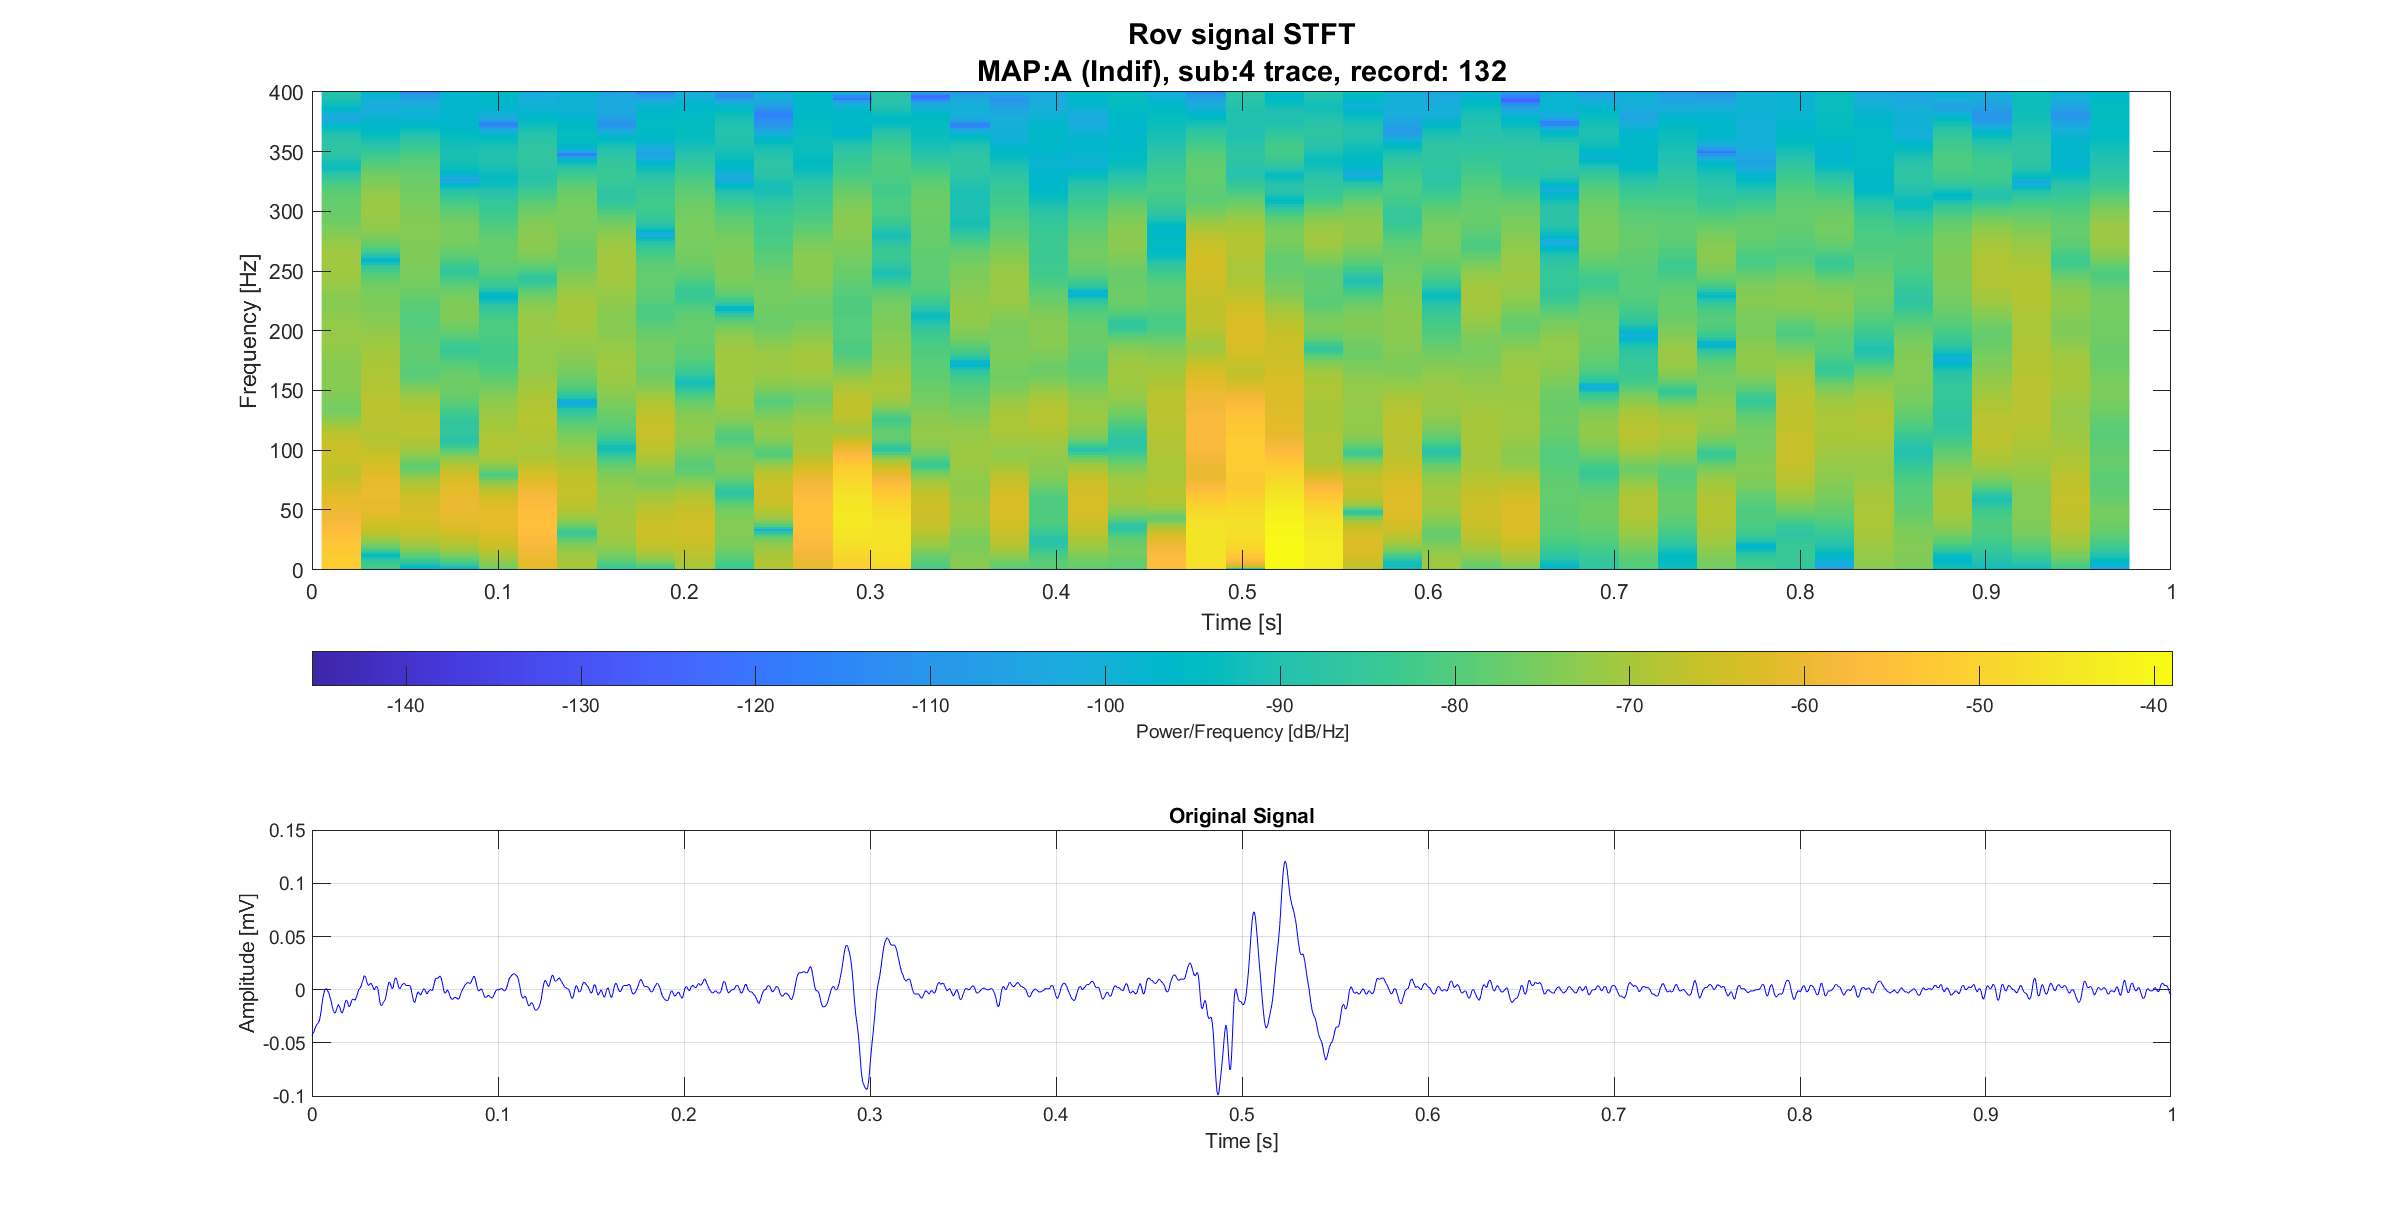 Rov signal STFT
MAP:A (Indif), sub:4 trace, record: 132
400
350
300
250
200
150
100
50
0
Frequency [Hz]
0 0.1 0.2 0.3 0.4 0.5 0.6 0.7 0.8 0.9 1
Time [s]
-140 -130 -120 -110 -100 -90 -80 -70 -60 -50 -40
Power/Frequency [dB/Hz]
Original Signal
0.15
0.1
0.05
0
-0.05
-0.1
Amplitude [mV]
0 0.1 0.2 0.3 0.4 0.5 0.6 0.7 0.8 0.9 1
Time [s]